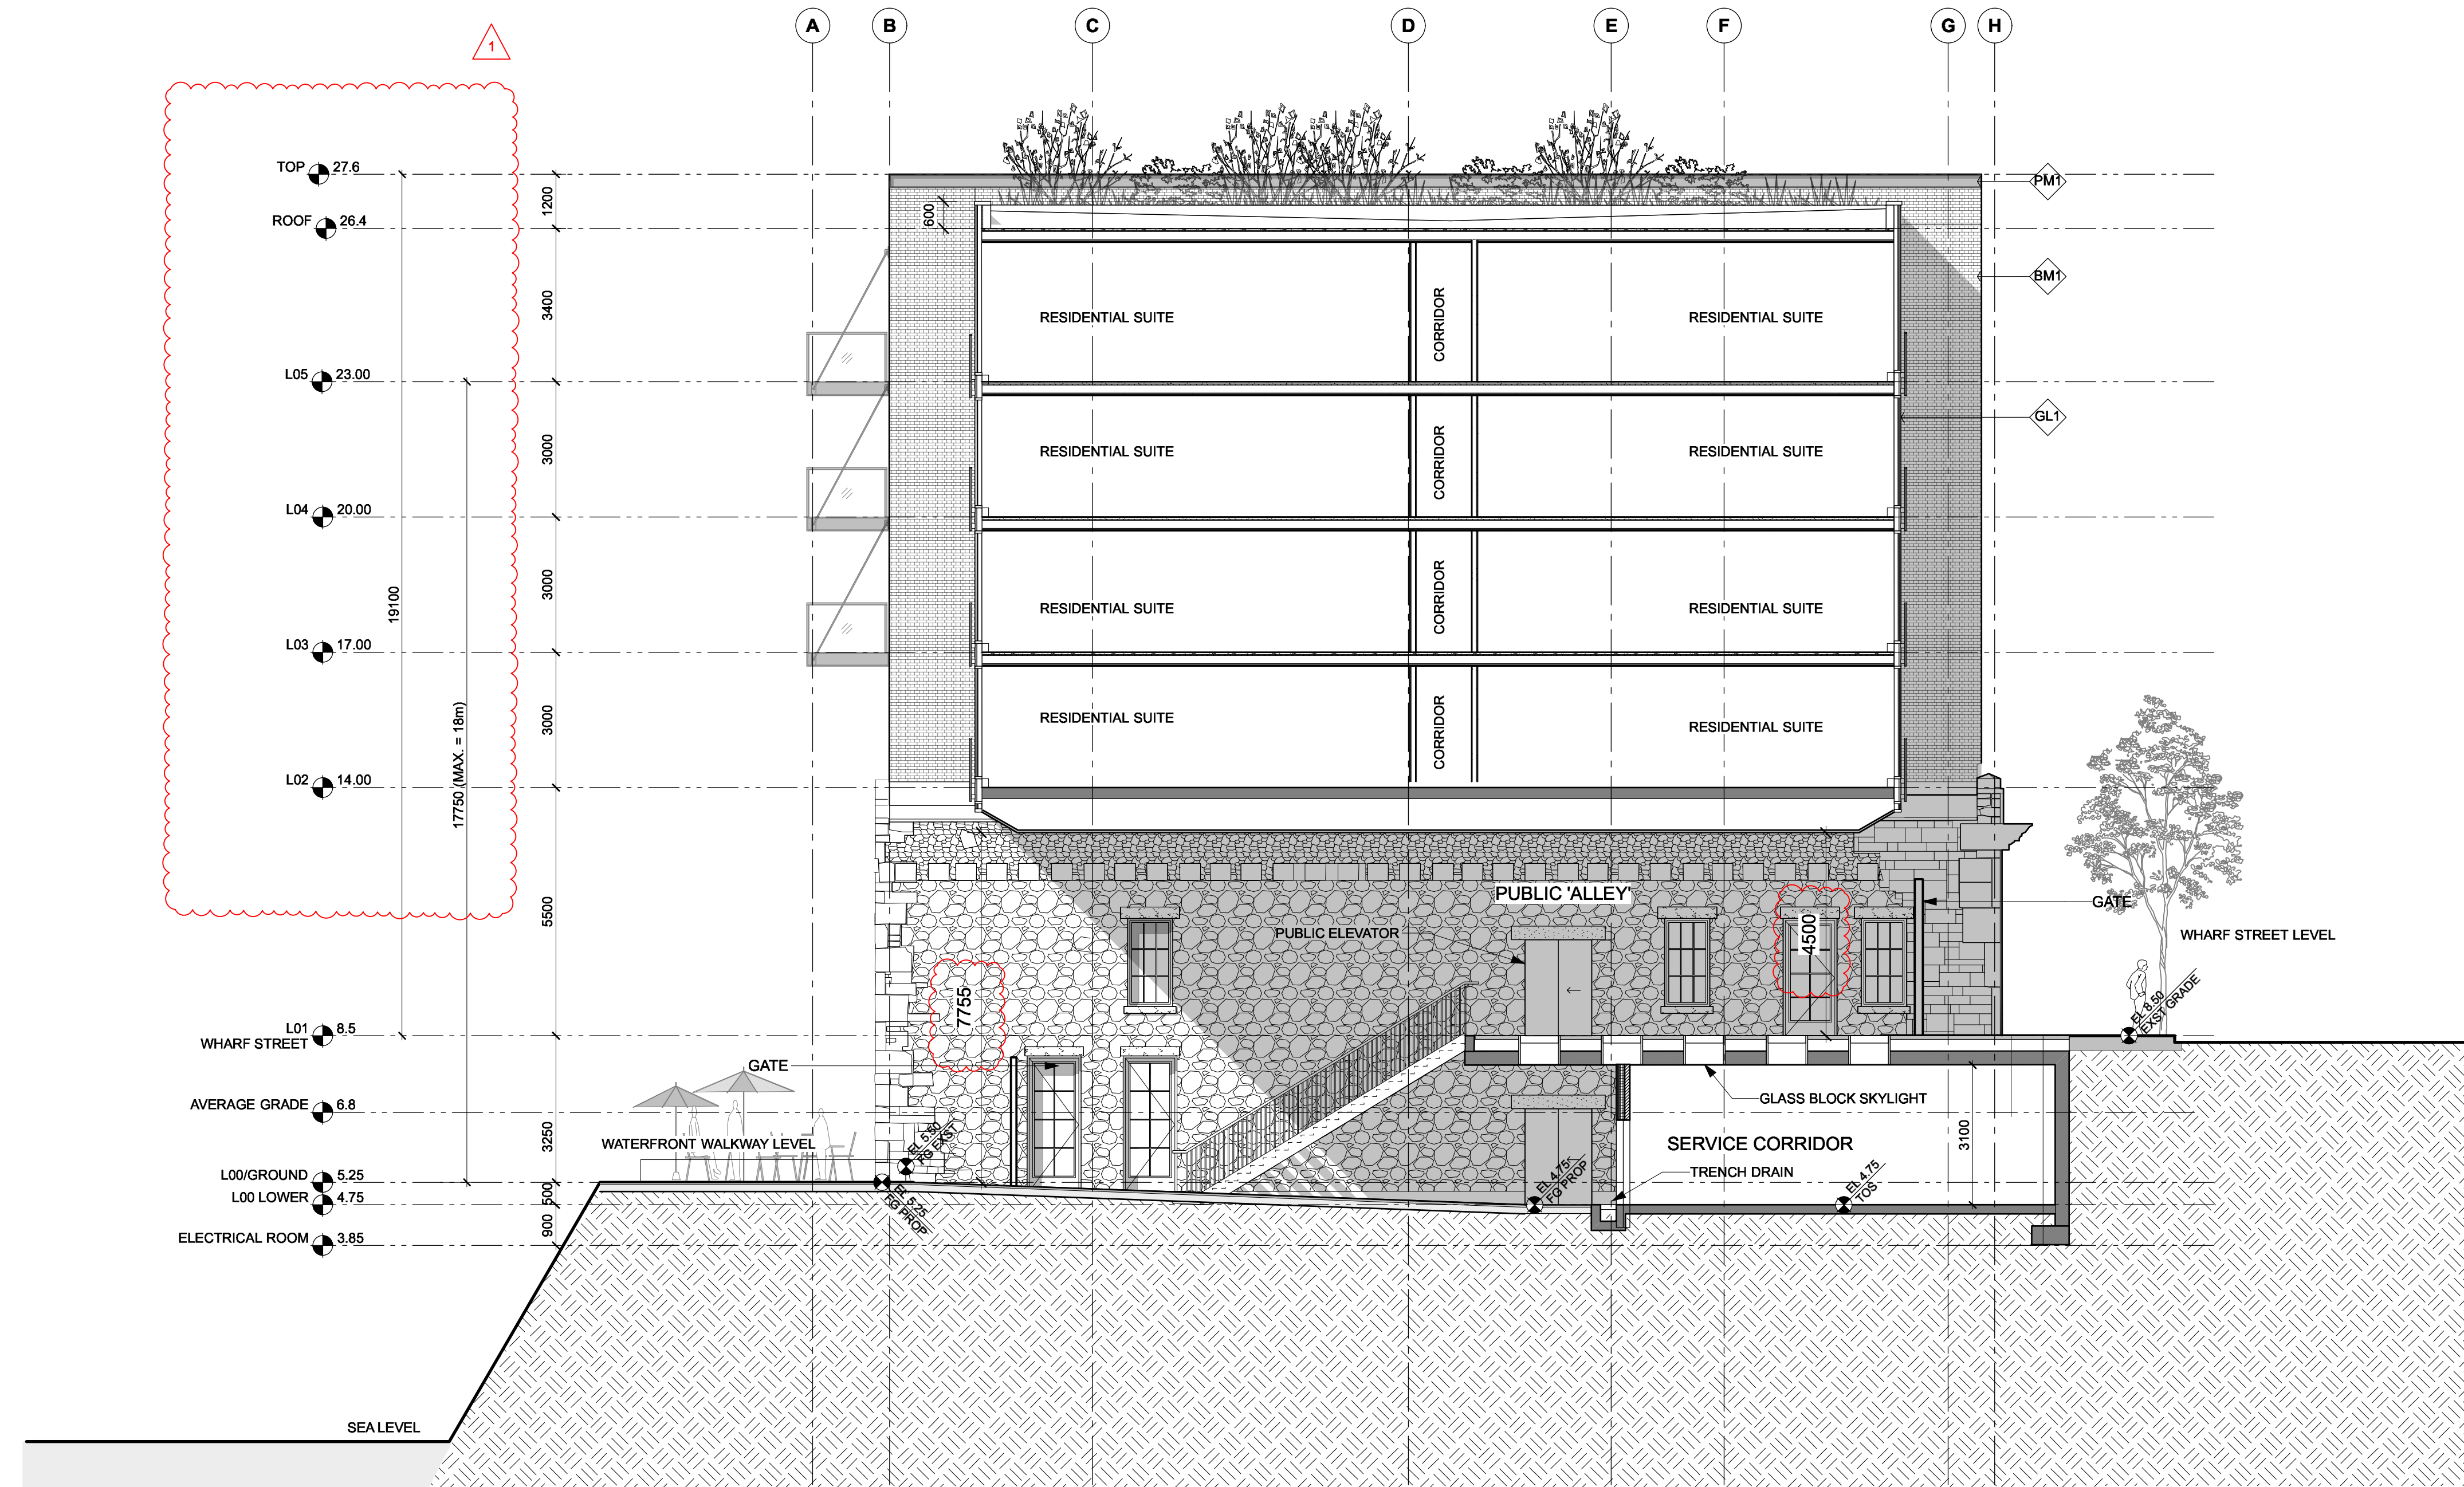 A
B
C
D
E
F
G
H
1
TOP 27.6
ROOF 26.4
L05 23.00
L04 20.00
L03 17.00
L02 14.00
L01 8.5
WHARF STREET
AVERAGE GRADE 6.8
L00/GROUND 5.25
L00 LOWER 4.75
ELECTRICAL ROOM 3.85
SEA LEVEL
19100
17750 (MAX. = 18m)
1200
3400
3000
3000
3000
5500
3250
500
900
600
RESIDENTIAL SUITE
CORRIDOR
RESIDENTIAL SUITE
RESIDENTIAL SUITE
CORRIDOR
RESIDENTIAL SUITE
RESIDENTIAL SUITE
CORRIDOR
RESIDENTIAL SUITE
RESIDENTIAL SUITE
CORRIDOR
RESIDENTIAL SUITE
PM1
BM1
GL1
PUBLIC 'ALLEY'
PUBLIC ELEVATOR
4500
GATE
WHARF STREET LEVEL
EL 8.50
EXST GRADE
7755
GATE
WATERFRONT WALKWAY LEVEL
EL 5.50
FG EXST
EL 5.25
FG PROP
GLASS BLOCK SKYLIGHT
SERVICE CORRIDOR
3100
TRENCH DRAIN
EL 4.75
FG PROP
EL 4.75
TOS